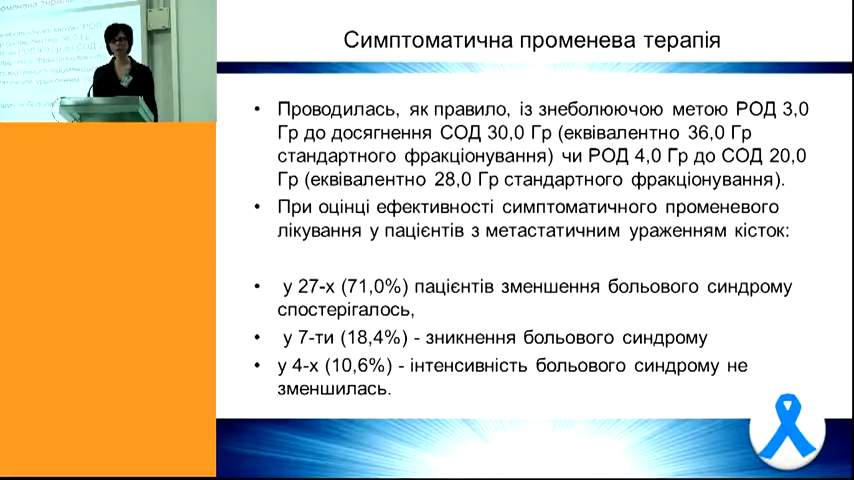 Симптоматична променева терапія
• Проводилась, як правило, із знеболюючою метою РОД 3,0
Гр до досягнення СОД 30,0 Гр (еквівалентно 36,0 Гр
стандартного фракціонування) чи РОД 4,0 Гр до СОД 20,0
Гр (еквівалентно 28,0 Гр стандартного фракціонування).
• При оцінці ефективності симптоматичного променевого
лікування у пацієнтів з метастатичним ураженням кісток:
• у 27-х (71,0%) пацієнтів зменшення больового синдрому
спостерігалось,
• у 7-ти (18,4%) - зникнення больового синдрому
• у 4-х (10,6%) - інтенсивність больового синдрому не
зменшилась.